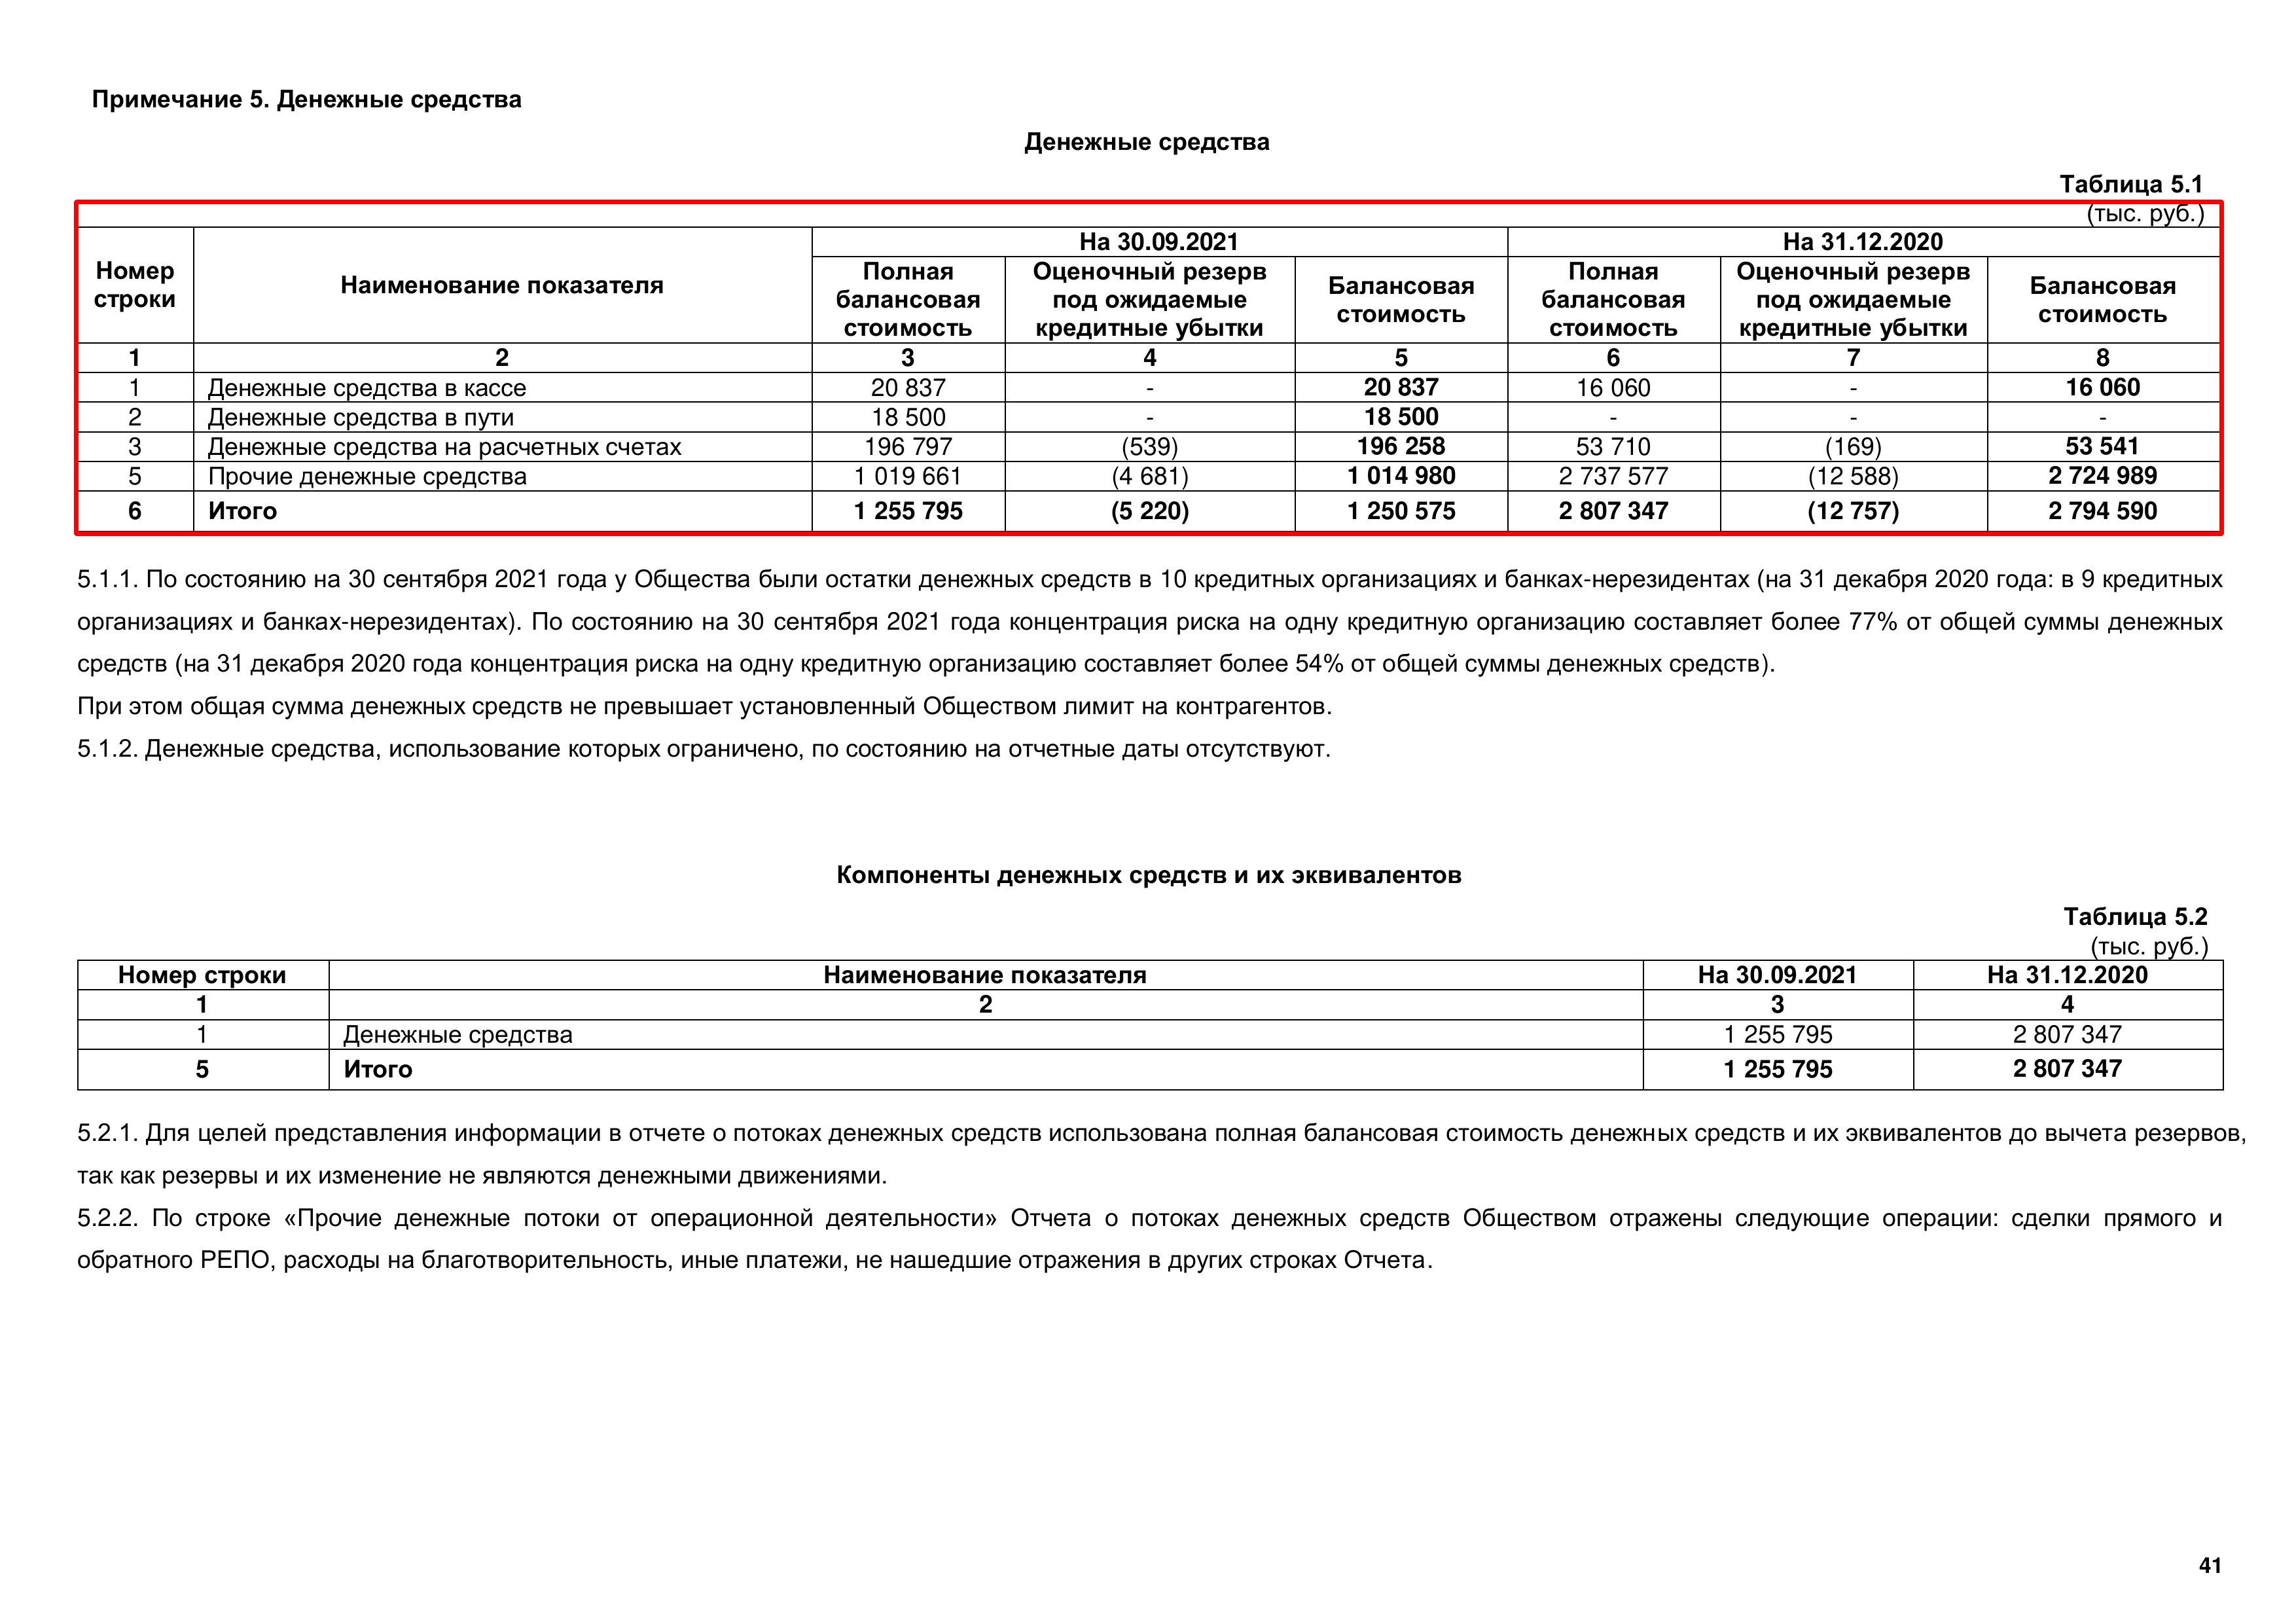 Примечание 5. Денежные средства
Денежные средства
Таблица 5.1
(тыс. руб.)
Номер строки Наименование показателя На 30.09.2021 На 31.12.2020
Полная балансовая стоимость Оценочный резерв под ожидаемые кредитные убытки Балансовая стоимость Полная балансовая стоимость Оценочный резерв под ожидаемые кредитные убытки Балансовая стоимость
1 2 3 4 5 6 7 8
1 Денежные средства в кассе 20 837 - 20 837 16 060 - 16 060
2 Денежные средства в пути 18 500 - 18 500 - - -
3 Денежные средства на расчетных счетах 196 797 (539) 196 258 53 710 (169) 53 541
5 Прочие денежные средства 1 019 661 (4 681) 1 014 980 2 737 577 (12 588) 2 724 989
6 Итого 1 255 795 (5 220) 1 250 575 2 807 347 (12 757) 2 794 590
5.1.1. По состоянию на 30 сентября 2021 года у Общества были остатки денежных средств в 10 кредитных организациях и банках-нерезидентах (на 31 декабря 2020 года: в 9 кредитных
организациях и банках-нерезидентах). По состоянию на 30 сентября 2021 года концентрация риска на одну кредитную организацию составляет более 77% от общей суммы денежных
средств (на 31 декабря 2020 года концентрация риска на одну кредитную организацию составляет более 54% от общей суммы денежных средств).
При этом общая сумма денежных средств не превышает установленный Обществом лимит на контрагентов.
5.1.2. Денежные средства, использование которых ограничено, по состоянию на отчетные даты отсутствуют.
Компоненты денежных средств и их эквивалентов
Таблица 5.2
(тыс. руб.)
Номер строки Наименование показателя На 30.09.2021 На 31.12.2020
1 2 3 4
1 Денежные средства 1 255 795 2 807 347
5 Итого 1 255 795 2 807 347
5.2.1. Для целей представления информации в отчете о потоках денежных средств использована полная балансовая стоимость денежных средств и их эквивалентов до вычета резервов,
так как резервы и их изменение не являются денежными движениями.
5.2.2. По строке «Прочие денежные потоки от операционной деятельности» Отчета о потоках денежных средств Обществом отражены следующие операции: сделки прямого и
обратного РЕПО, расходы на благотворительность, иные платежи, не нашедшие отражения в других строках Отчета.
41